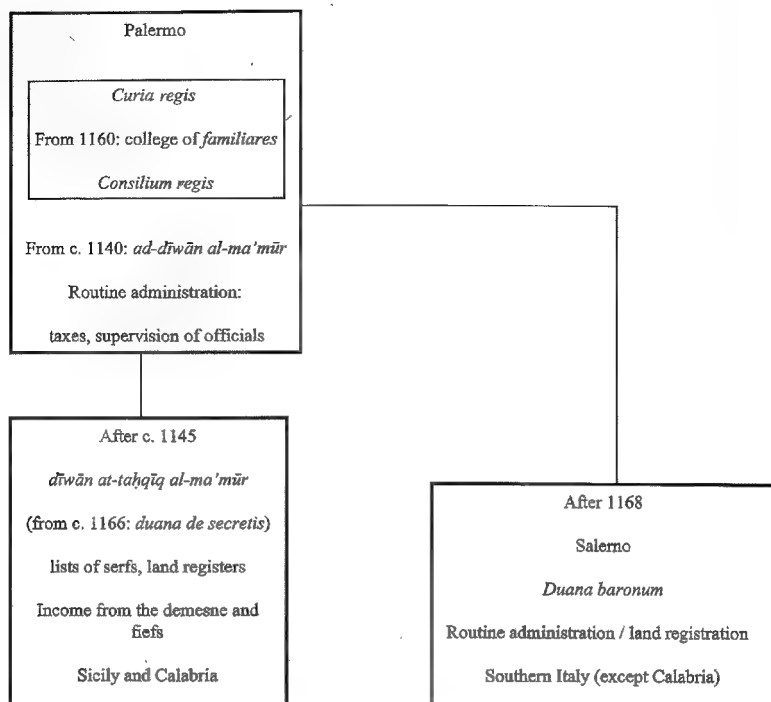 Palermo
Curia regis
From 1160: college of familiares
Consilium regis
From c. 1140: ad-dīwān al-ma'mūr
Routine administration:
taxes, supervision of officials
After c. 1145
dīwān at-taḥqīq al-ma'mūr
(from c. 1166: duana de secretis)
lists of serfs, land registers
Income from the demesne and
fiefs
Sicily and Calabria
After 1168
Salerno
Duana baronum
Routine administration / land registration
Southern Italy (except Calabria)